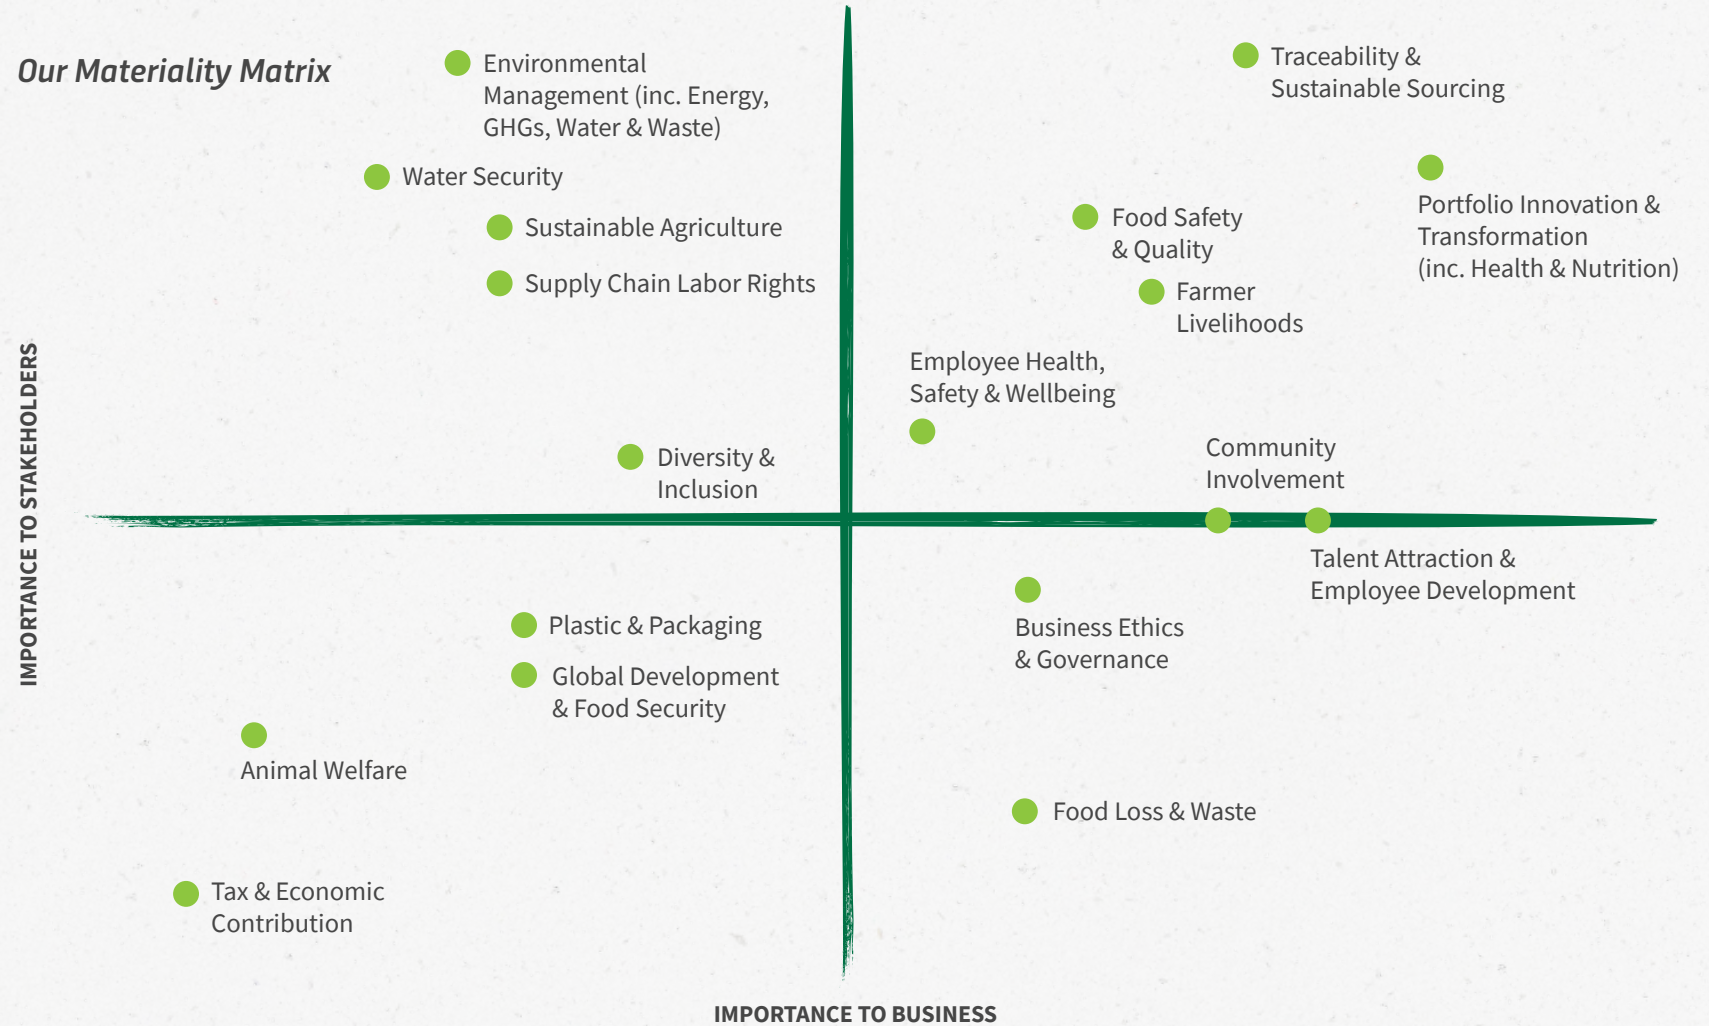 Our Materiality Matrix
Environmental
Management (inc. Energy,
GHGs, Water & Waste)
Water Security
Sustainable Agriculture
Supply Chain Labor Rights
Diversity &
Inclusion
Traceability &
Sustainable Sourcing
Portfolio Innovation &
Transformation
(inc. Health & Nutrition)
Food Safety
& Quality
Farmer
Livelihoods
Employee Health,
Safety & Wellbeing
Community
Involvement
Talent Attraction &
Employee Development
IMPORTANCE TO STAKEHOLDERS
Plastic & Packaging
Global Development
& Food Security
Animal Welfare
Tax & Economic
Contribution
Business Ethics
& Governance
Food Loss & Waste
IMPORTANCE TO BUSINESS